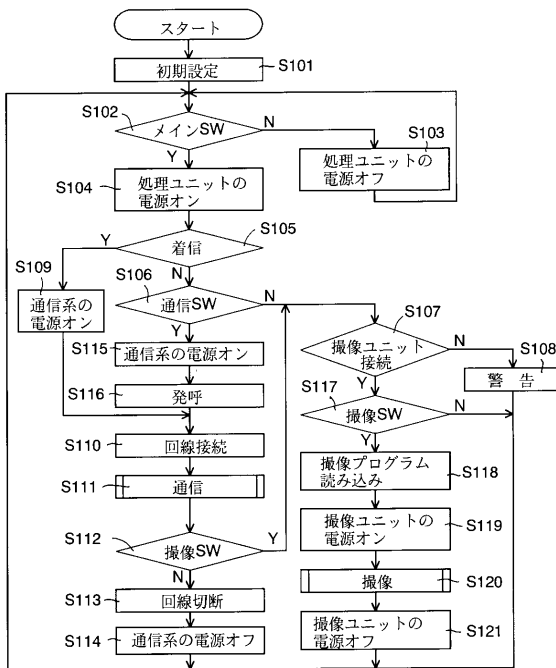 スタート
初期設定
S101
S102
メインSW
N
Y
S103
処理ユニットの
電源オフ
S104
処理ユニットの
電源オン
S105
着信
Y
N
S109
通信系の
電源オン
S106
通信SW
N
Y
S107
撮像ユニット
接続
N
Y
S108
警 告
S115
通信系の電源オン
S116
発呼
S117
撮像SW
N
Y
S110
回線接続
S111
通信
S118
撮像プログラム
読み込み
S112
撮像SW
Y
N
S119
撮像ユニットの
電源オン
S120
撮像
S113
回線切断
S114
通信系の電源オフ
S121
撮像ユニットの
電源オフ